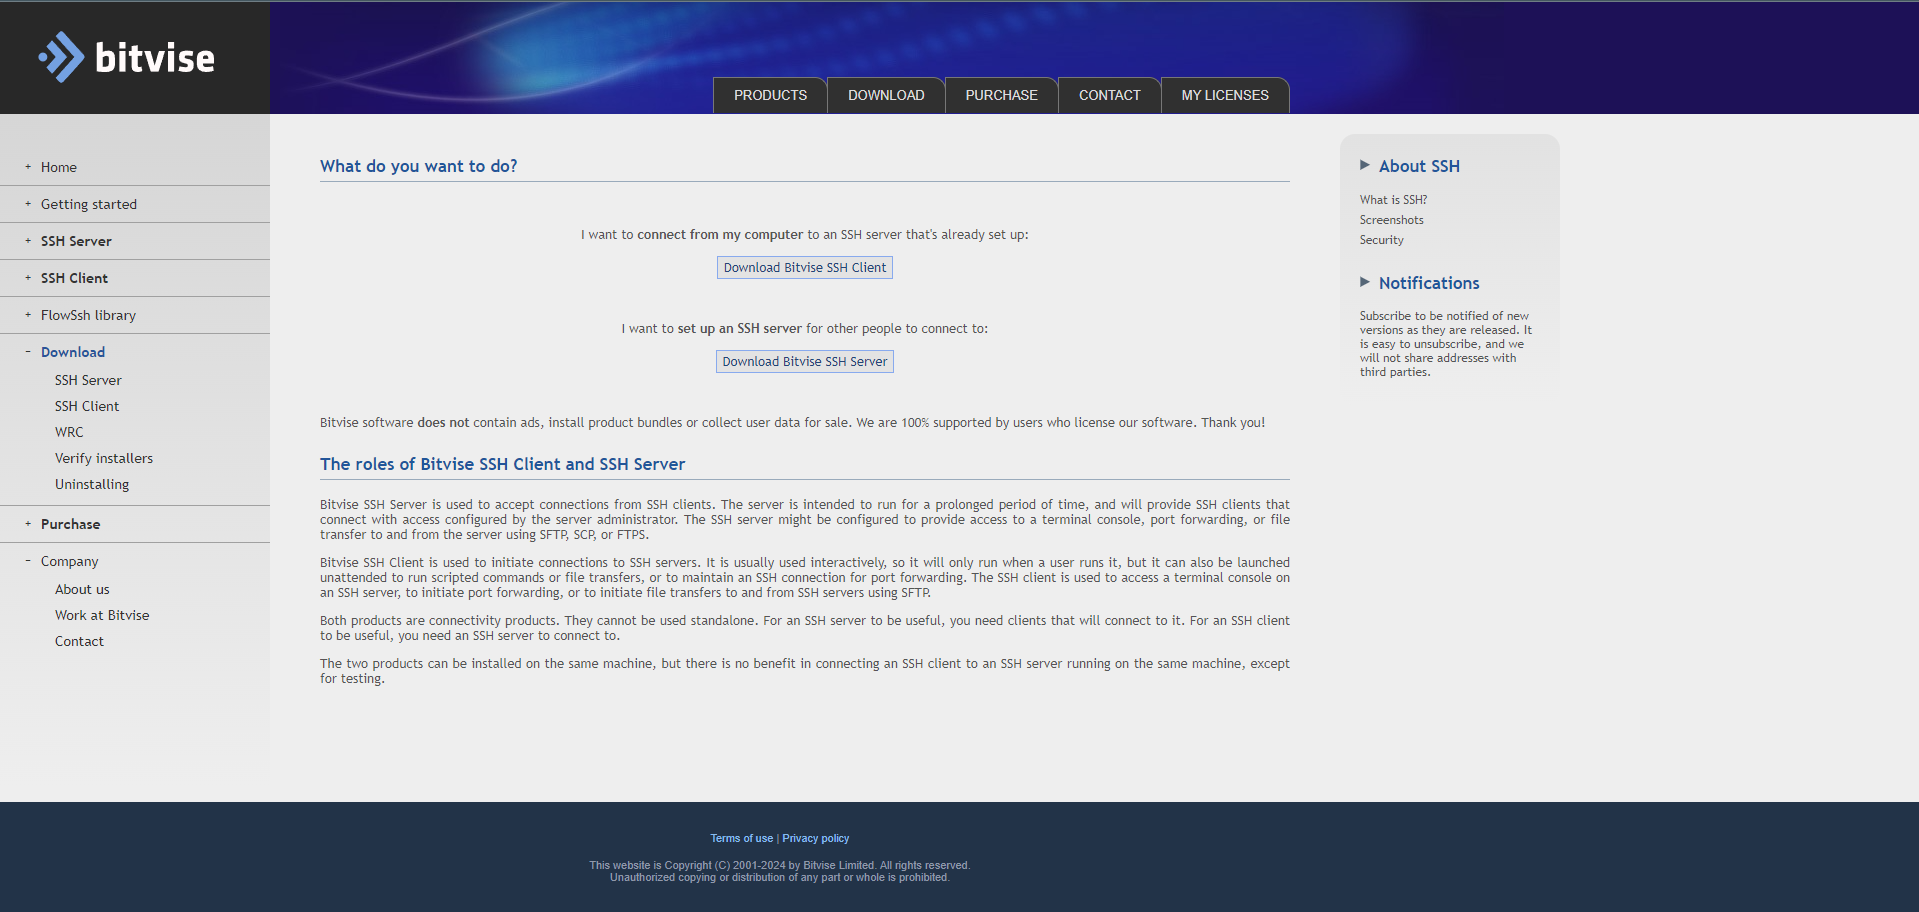 bitvise
PRODUCTS
DOWNLOAD
PURCHASE
CONTACT
MY LICENSES
+ Home
+ Getting started
+ SSH Server
+ SSH Client
+ FlowSsh library
- Download
SSH Server
SSH Client
WRC
Verify installers
Uninstalling
+ Purchase
- Company
About us
Work at Bitvise
Contact
What do you want to do?
I want to connect from my computer to an SSH server that's already set up:
Download Bitvise SSH Client
I want to set up an SSH server for other people to connect to:
Download Bitvise SSH Server
Bitvise software does not contain ads, install product bundles or collect user data for sale. We are 100% supported by users who license our software. Thank you!
The roles of Bitvise SSH Client and SSH Server
Bitvise SSH Server is used to accept connections from SSH clients. The server is intended to run for a prolonged period of time, and will provide SSH clients that
connect with access configured by the server administrator. The SSH server might be configured to provide access to a terminal console, port forwarding, or file
transfer to and from the server using SFTP, SCP, or FTPS.
Bitvise SSH Client is used to initiate connections to SSH servers. It is usually used interactively, so it will only run when a user runs it, but it can also be launched
unattended to run scripted commands or file transfers, or to maintain an SSH connection for port forwarding. The SSH client is used to access a terminal console on
an SSH server, to initiate port forwarding, or to initiate file transfers to and from SSH servers using SFTP.
Both products are connectivity products. They cannot be used standalone. For an SSH server to be useful, you need clients that will connect to it. For an SSH client
to be useful, you need an SSH server to connect to.
The two products can be installed on the same machine, but there is no benefit in connecting an SSH client to an SSH server running on the same machine, except
for testing.
About SSH
What is SSH?
Screenshots
Security
Notifications
Subscribe to be notified of new
versions as they are released. It
is easy to unsubscribe, and we
will not share addresses with
third parties.
Terms of use | Privacy policy
This website is Copyright (C) 2001-2024 by Bitvise Limited. All rights reserved.
Unauthorized copying or distribution of any part or whole is prohibited.